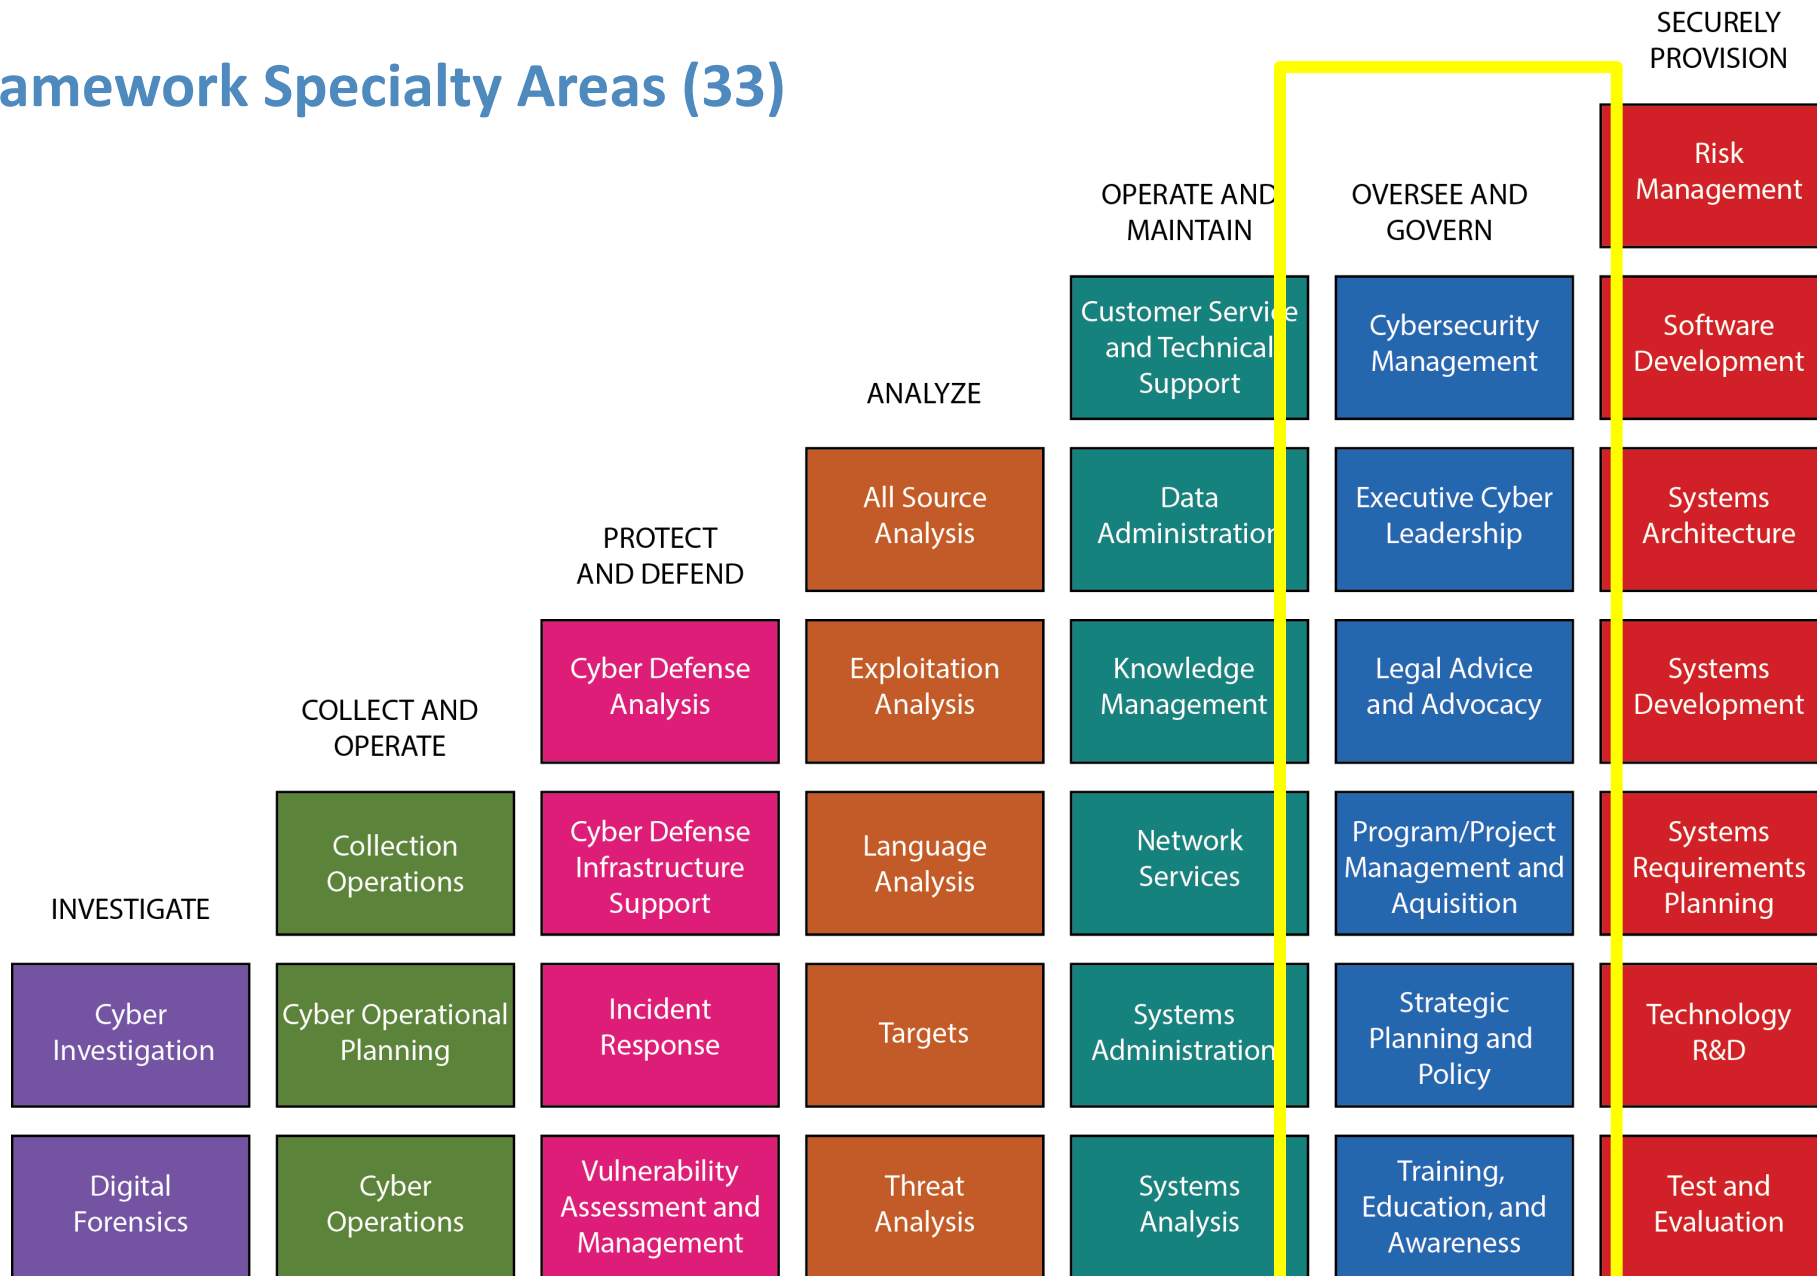 amework Specialty Areas (33)
SECURELY
PROVISION
Risk
Management
Software
Development
Systems
Architecture
Systems
Development
Systems
Requirements
Planning
Technology
R&D
Test and
Evaluation
OVERSEE AND
GOVERN
Cybersecurity
Management
Executive Cyber
Leadership
Legal Advice
and Advocacy
Program/Project
Management and
Aquisition
Strategic
Planning and
Policy
Training,
Education, and
Awareness
OPERATE AND
MAINTAIN
Customer Service
and Technical
Support
Data
Administration
Knowledge
Management
Network
Services
Systems
Administration
Systems
Analysis
ANALYZE
All Source
Analysis
Exploitation
Analysis
Language
Analysis
Targets
Threat
Analysis
PROTECT
AND DEFEND
Cyber Defense
Analysis
Cyber Defense
Infrastructure
Support
Incident
Response
Vulnerability
Assessment and
Management
COLLECT AND
OPERATE
Collection
Operations
Cyber Operational
Planning
Cyber
Operations
INVESTIGATE
Cyber
Investigation
Digital
Forensics